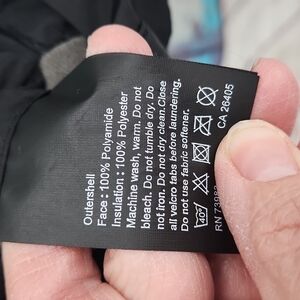 Outershell
Face : 100% Polyamide
Insulation : 100% Polyester
Machine wash, warm. Do not
bleach. Do not tumble dry. Do
not iron. Do not dry clean.Close
all velcro tabs before laundering.
Do not use fabric softener.
40°
RN 73982
CA 26405